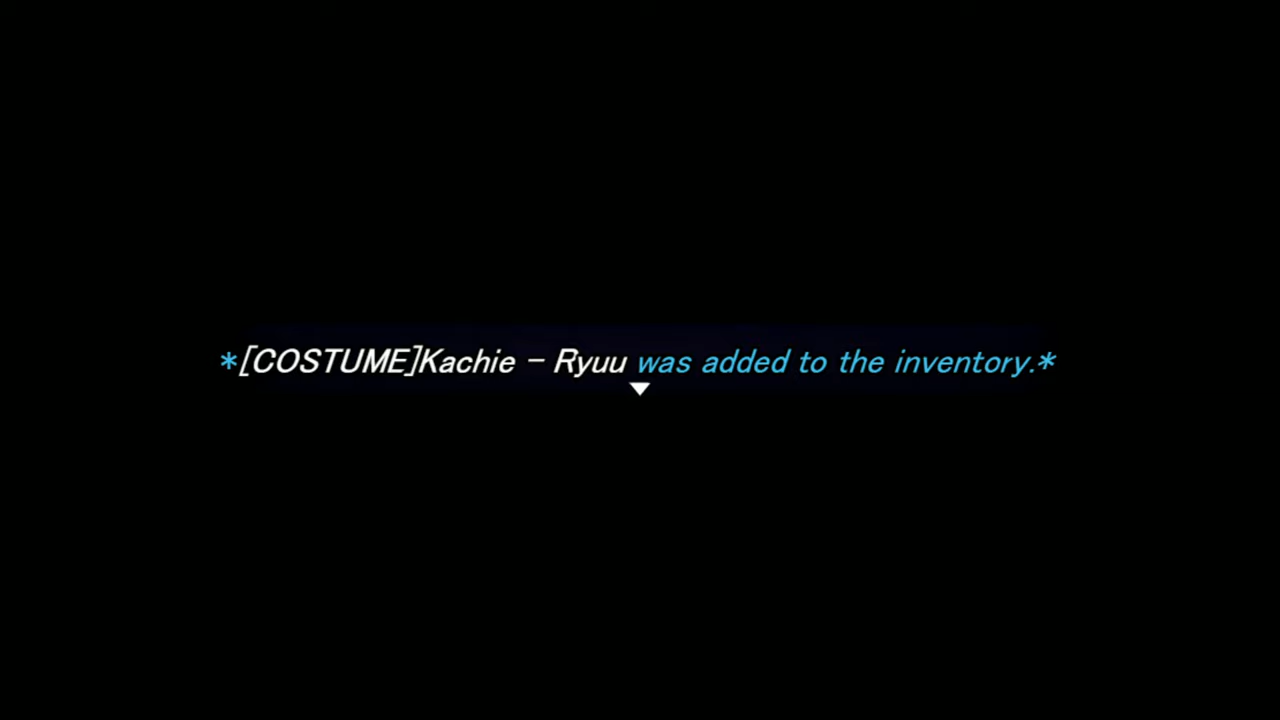 *[COSTUME]Kachie - Ryuu was added to the inventory.*